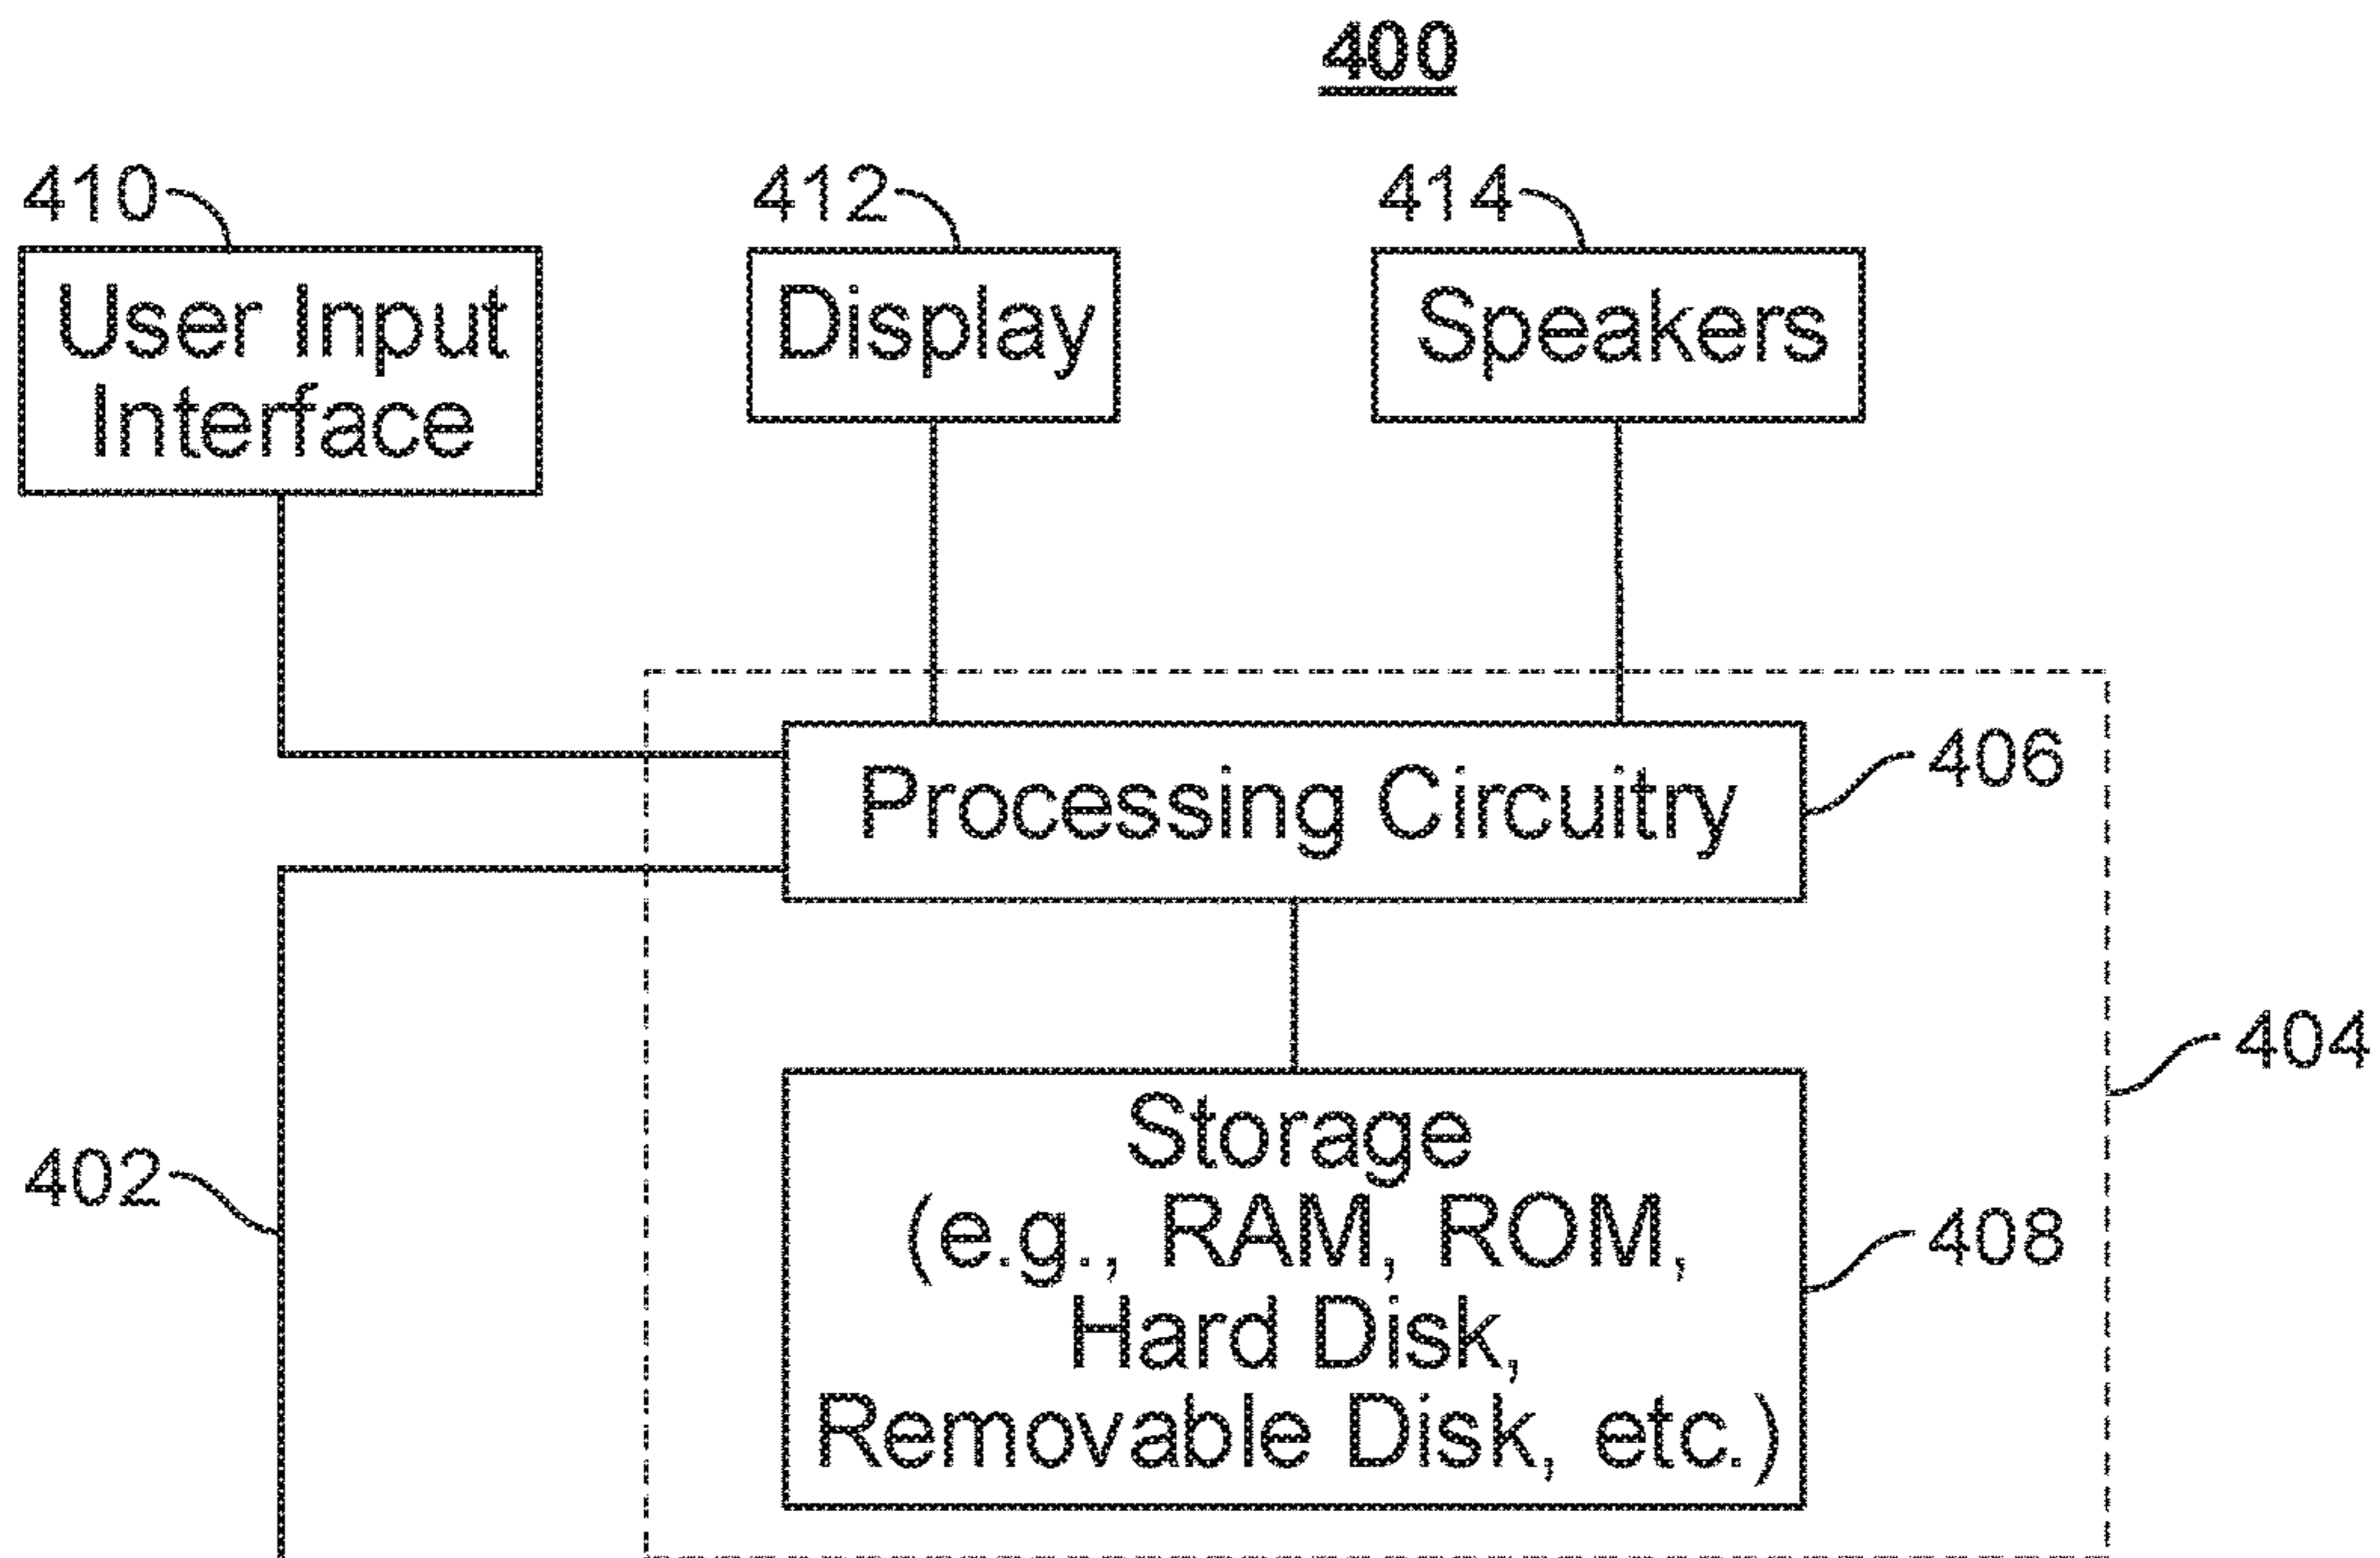 400
410
412
414
User Input
Interface
Display
Speakers
Processing Circuitry
406
404
402
Storage
(e.g., RAM, ROM,
Hard Disk,
Removable Disk, etc.)
408